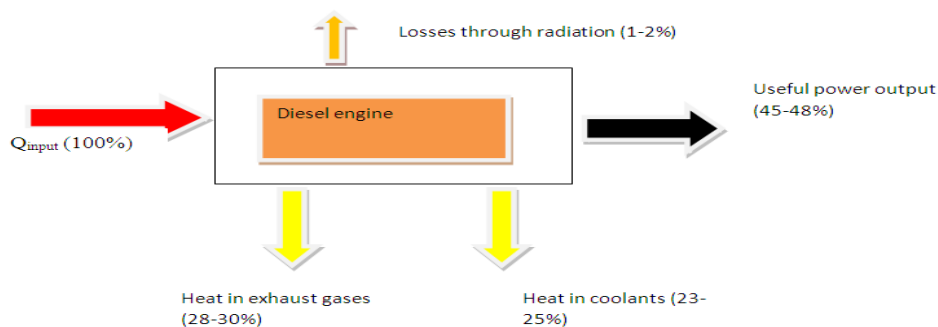 Losses through radiation (1-2%)
Useful power output
(45-48%)
Diesel engine
Qinput (100%)
Heat in exhaust gases
(28-30%)
Heat in coolants (23-
25%)